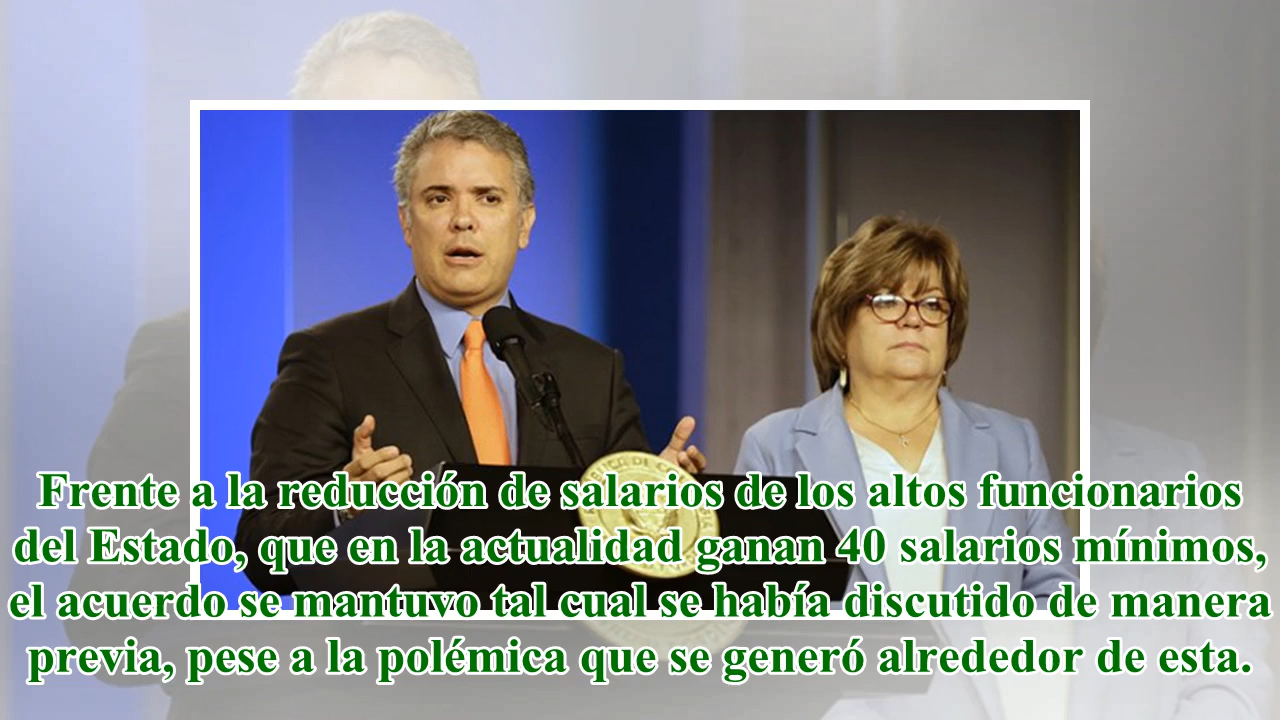 Frente a la reducción de salarios de los altos funcionarios
del Estado, que en la actualidad ganan 40 salarios mínimos,
el acuerdo se mantuvo tal cual se había discutido de manera
previa, pese a la polémica que se generó alrededor de esta.